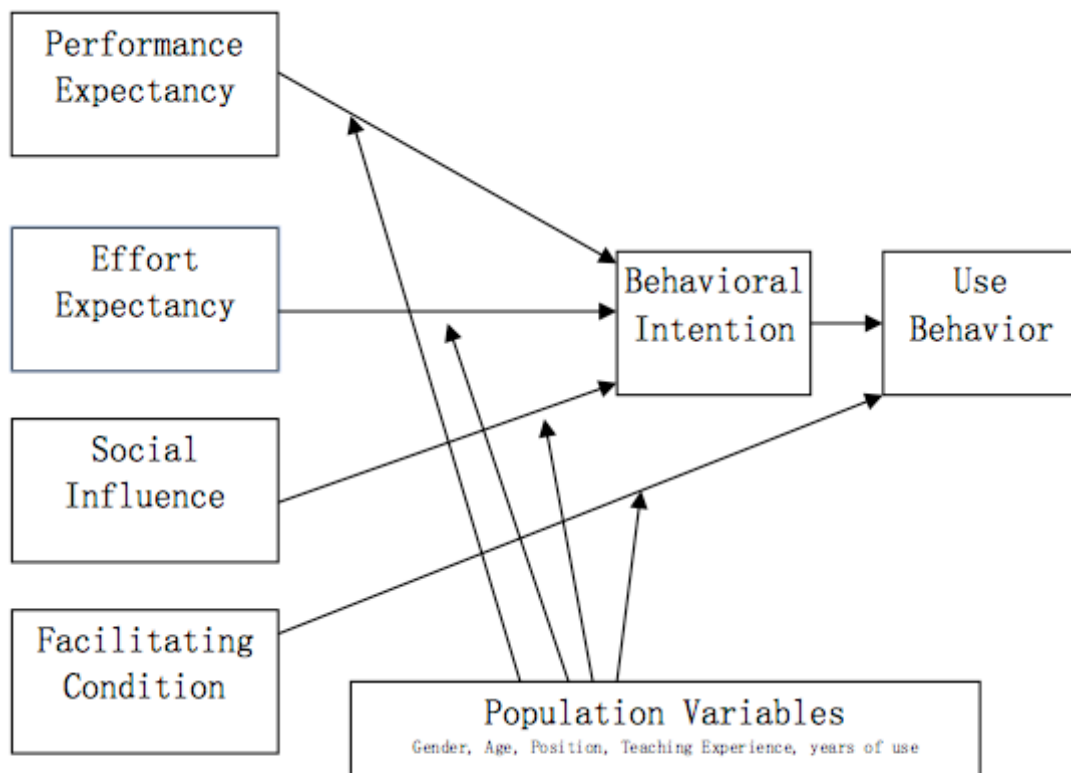 Performance
Expectancy
Effort
Expectancy
Behavioral
Intention
Use
Behavior
Social
Influence
Facilitating
Condition
Population Variables
Gender, Age, Position, Teaching Experience, years of use